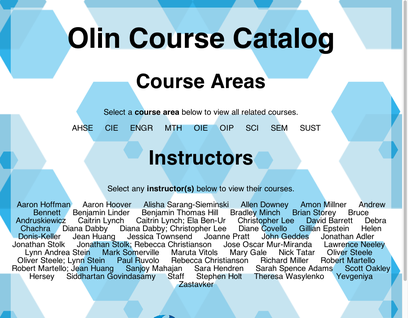 Olin Course Catalog
Course Areas
Select a course area below to view all related courses.
AHSE CIE ENGR MTH OIE OIP SCI SEM SUST
Instructors
Select any instructor(s) below to view their courses.
Aaron Hoffman Aaron Hoover Alisha Sarang-Sieminski Allen Downey Amon Millner Andrew
Bennett Benjamin Linder Benjamin Thomas Hill Bradley Minch Brian Storey Bruce
Andruskiewicz Caitrin Lynch Caitrin Lynch; Ela Ben-Ur Christopher Lee David Barrett Debra
Chachra Diana Dabby Diana Dabby; Christopher Lee Diane Covello Gillian Epstein Helen
Donis-Keller Jean Huang Jessica Townsend Joanne Pratt John Geddes Jonathan Adler
Jonathan Stolk Jonathan Stolk; Rebecca Christianson Jose Oscar Mur-Miranda Lawrence Neeley
Lynn Andrea Stein Mark Somerville Maruta Vitols Mary Gale Nick Tatar Oliver Steele
Oliver Steele; Lynn Stein Paul Ruvolo Rebecca Christianson Richard Miller Robert Martello
Robert Martello; Jean Huang Sanjoy Mahajan Sara Hendren Sarah Spence Adams Scott Oakley
Hersey Siddhartan Govindasamy Staff Stephen Holt Theresa Wasylenko Yevgeniya
Zastavker